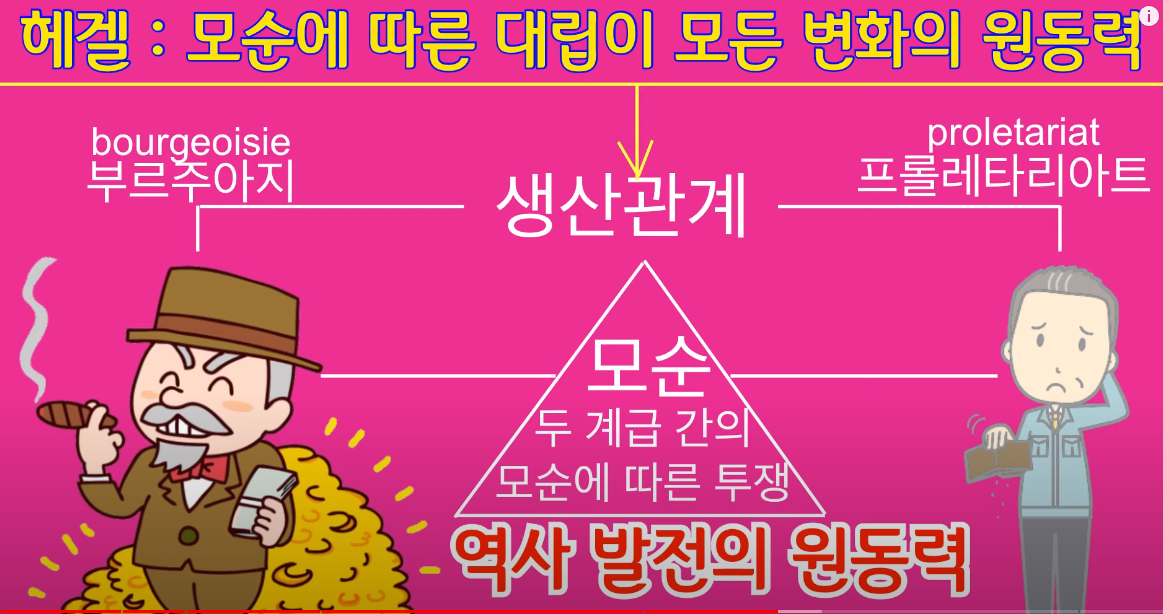 헤겔 : 모순에 따른 대립이 모든 변화의 원동력
bourgeoisie
부르주아지
proletariat
프롤레타리아트
생산관계
모순
두 계급 간의
모순에 따른 투쟁
역사 발전의 원동력